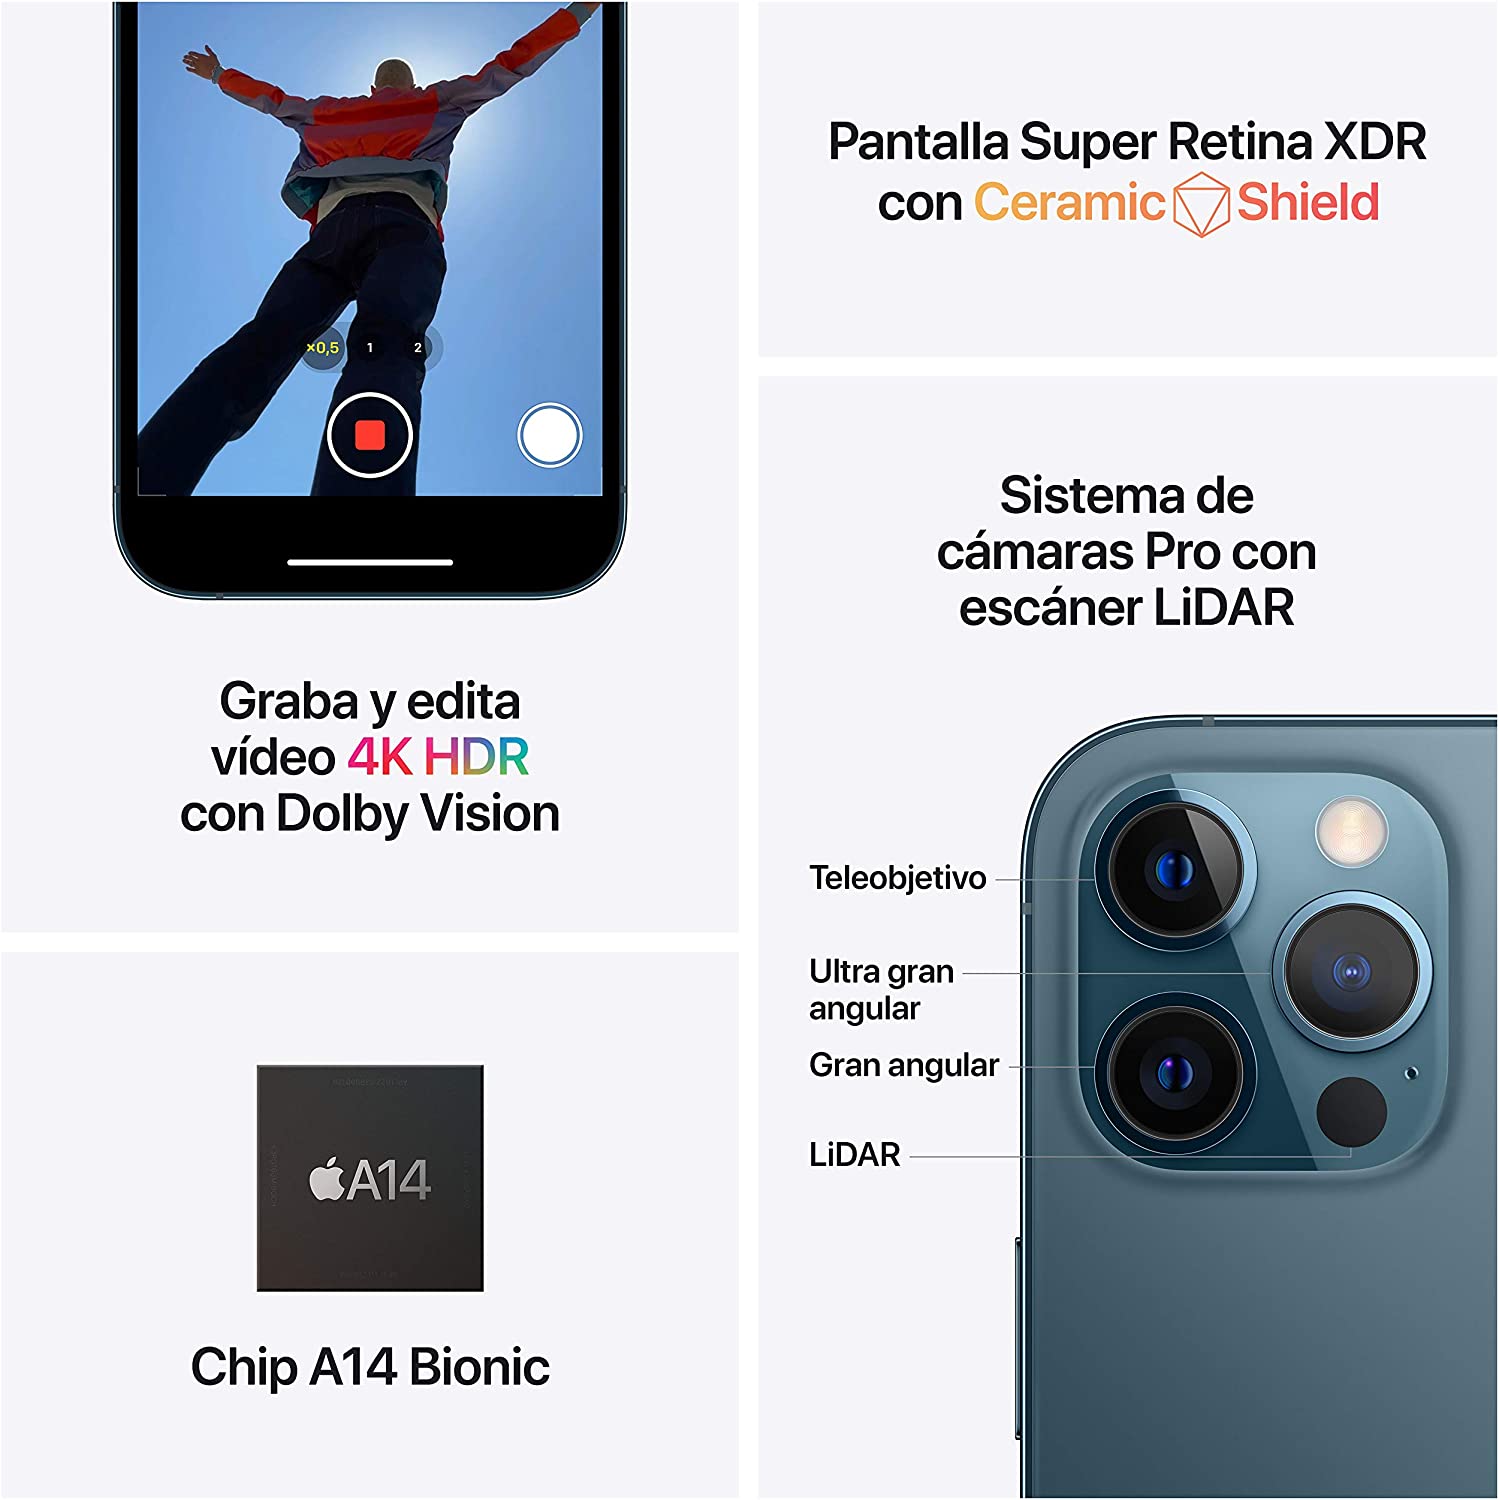 ×0,5 1 2
Graba y edita
vídeo 4K HDR
con Dolby Vision
A14
Chip A14 Bionic
Pantalla Super Retina XDR
con Ceramic Shield
Sistema de
cámaras Pro con
escáner LiDAR
Teleobjetivo
Ultra gran
angular
Gran angular
LiDAR